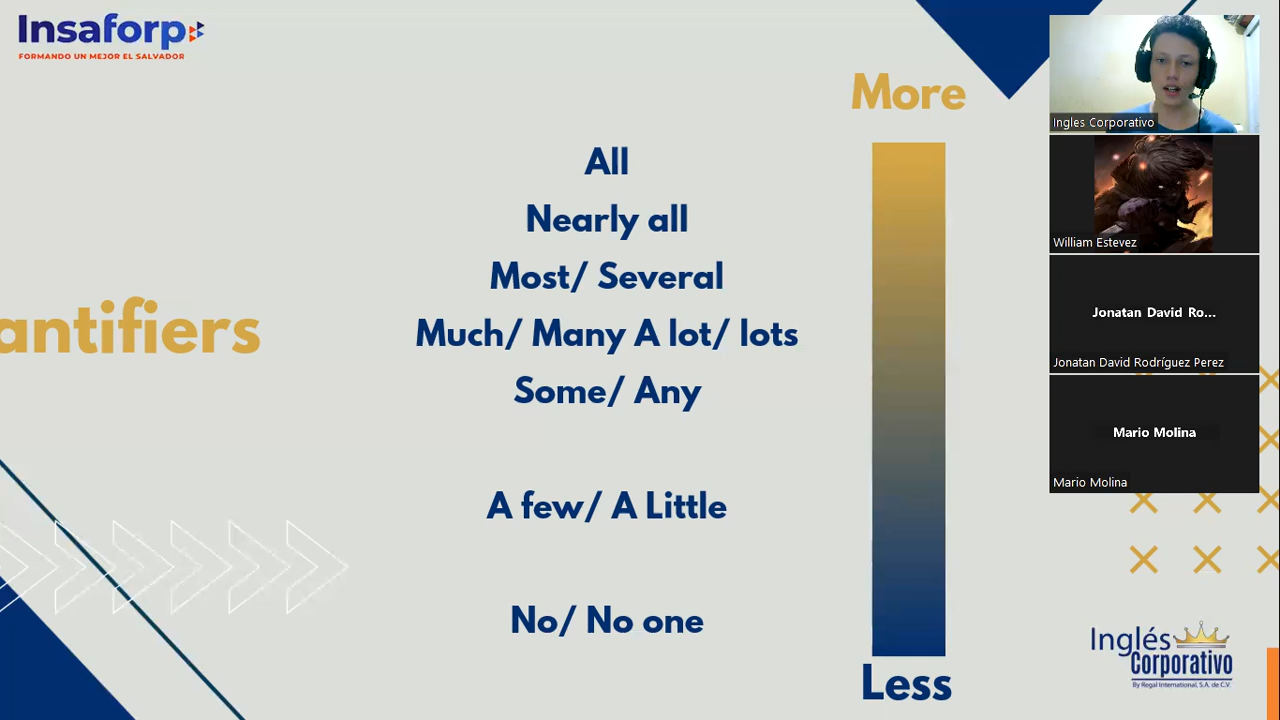 Insaforp
FORMANDO UN MEJOR EL SALVADOR
More
All
Nearly all
Most/ Several
Much/ Many A lot/ lots
Some/ Any
antifiers
A few/ A Little
No/ No one
Less
Ingles Corporativo
William Estevez
Jonatan David Ro...
Jonatan David Rodríguez Perez
Mario Molina
Mario Molina
Inglés
Corporativo
By Regal International, S.A. de C.V.